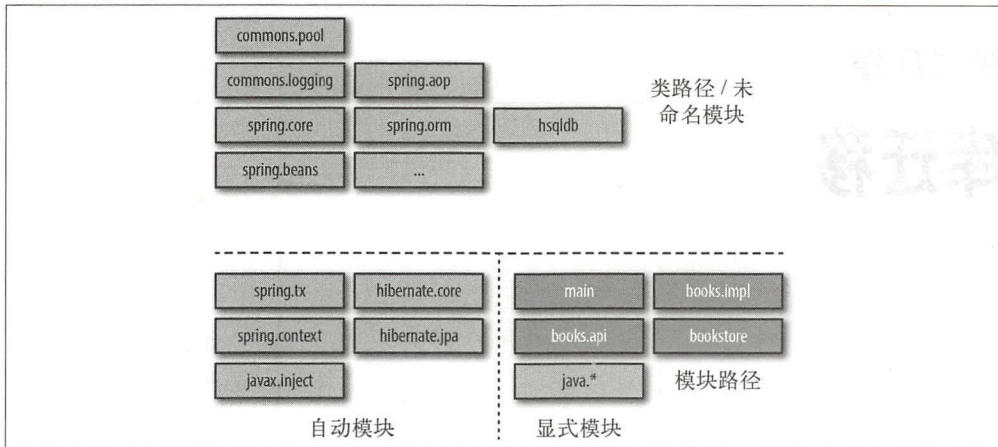 commons.pool
commons.logging
spring.aop
类路径 / 未
命名模块
spring.core
spring.orm
hsqldb
spring.beans
...
spring.tx
hibernate.core
main
books.impl
spring.context
hibernate.jpa
books.api
bookstore
javax.inject
java.*
模块路径
自动模块
显式模块